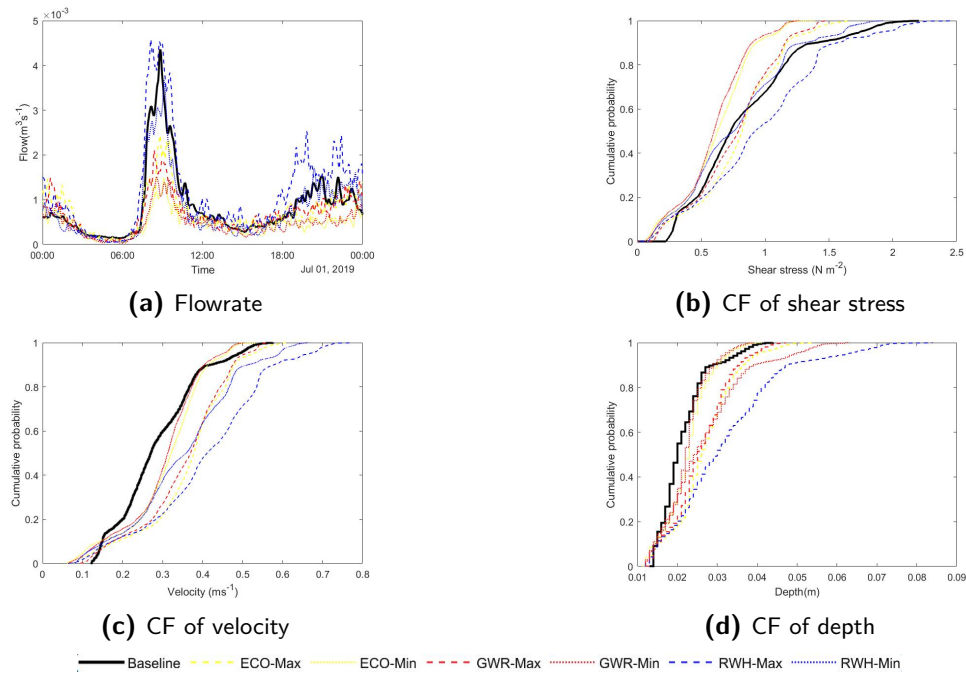 ×10⁻³
5
4
3
2
1
0
Flow(m³s⁻¹)
00:00 06:00 12:00 18:00 00:00
Time
Jul 01, 2019
(a) Flowrate
1
0.8
0.6
0.4
0.2
0
Cumulative probability
0 0.5 1 1.5 2 2.5
Shear stress (N m⁻²)
(b) CF of shear stress
1
0.8
0.6
0.4
0.2
0
Cumulative probability
0 0.1 0.2 0.3 0.4 0.5 0.6 0.7 0.8
Velocity (ms⁻¹)
(c) CF of velocity
1
0.8
0.6
0.4
0.2
0
Cumulative probability
0.01 0.02 0.03 0.04 0.05 0.06 0.07 0.08 0.09
Depth(m)
(d) CF of depth
Baseline ECO-Max ECO-Min GWR-Max GWR-Min RWH-Max RWH-Min